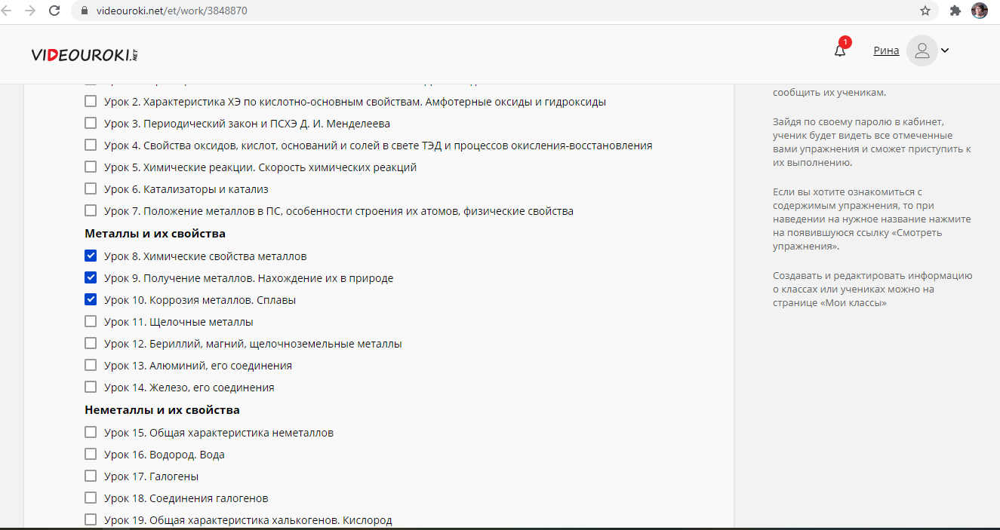 videouroki.net/et/work/3848870
VIDEOUROKI.NET
1
Рина
Урок 2. Характеристика ХЭ по кислотно-основным свойствам. Амфотерные оксиды и гидроксиды
Урок 3. Периодический закон и ПСХЭ Д. И. Менделеева
Урок 4. Свойства оксидов, кислот, оснований и солей в свете ТЭД и процессов окисления-восстановления
Урок 5. Химические реакции. Скорость химических реакций
Урок 6. Катализаторы и катализ
Урок 7. Положение металлов в ПС, особенности строения их атомов, физические свойства
Металлы и их свойства
Урок 8. Химические свойства металлов
Урок 9. Получение металлов. Нахождение их в природе
Урок 10. Коррозия металлов. Сплавы
Урок 11. Щелочные металлы
Урок 12. Бериллий, магний, щелочноземельные металлы
Урок 13. Алюминий, его соединения
Урок 14. Железо, его соединения
Неметаллы и их свойства
Урок 15. Общая характеристика неметаллов
Урок 16. Водород. Вода
Урок 17. Галогены
Урок 18. Соединения галогенов
Урок 19. Общая характеристика халькогенов. Кислород
сообщить их ученикам.
Зайдя по своему паролю в кабинет,
ученик будет видеть все отмеченные
вами упражнения и сможет приступить к
их выполнению.
Если вы хотите ознакомиться с
содержимым упражнения, то при
наведении на нужное название нажмите
на появившуюся ссылку «Смотреть
упражнения».
Создавать и редактировать информацию
о классах или учениках можно на
странице «Мои классы»